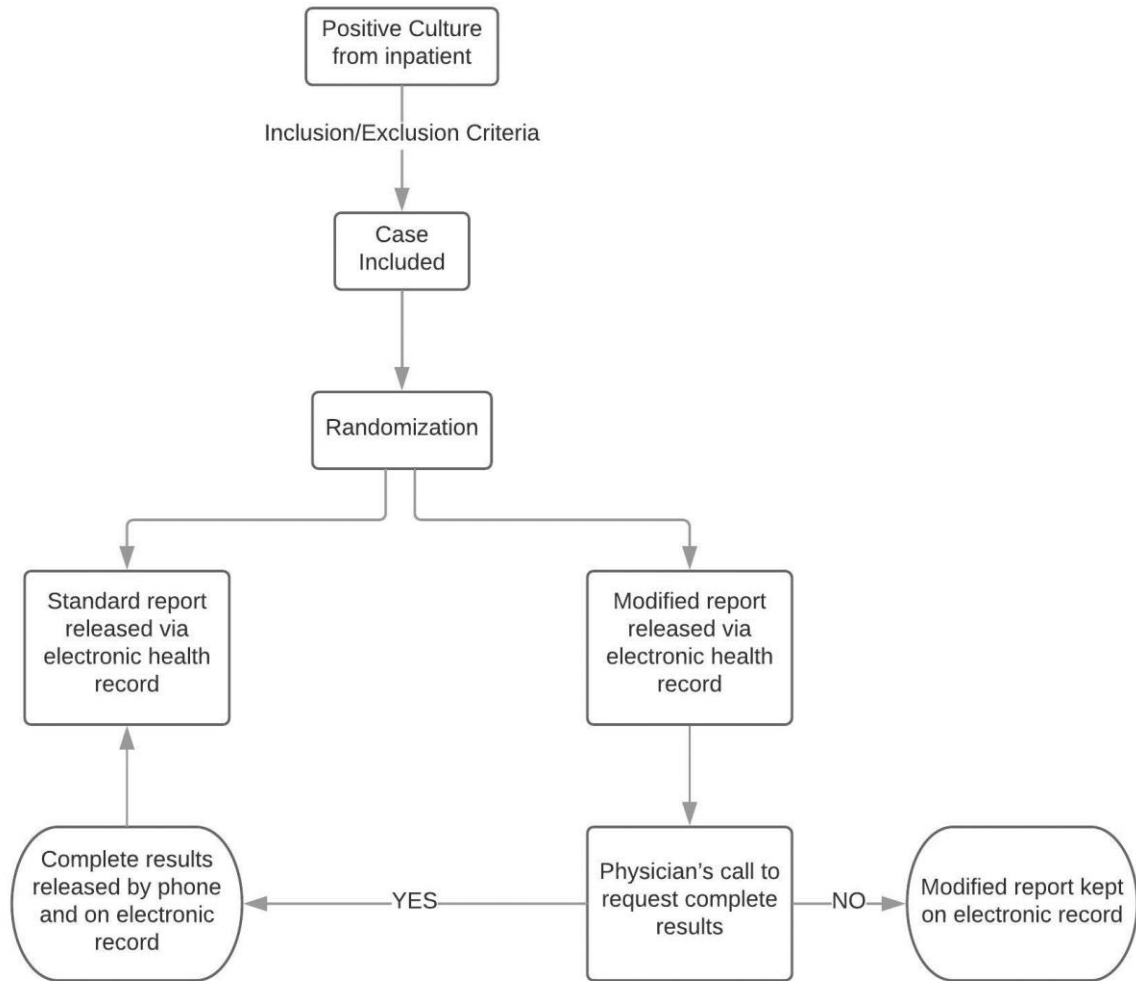 Positive Culture
from inpatient
Inclusion/Exclusion Criteria
Case
Included
Randomization
Standard report
released via
electronic health
record
Modified report
released via
electronic health
record
Complete results
released by phone
and on electronic
record
YES
Physician's call to
request complete
results
NO
Modified report kept
on electronic record